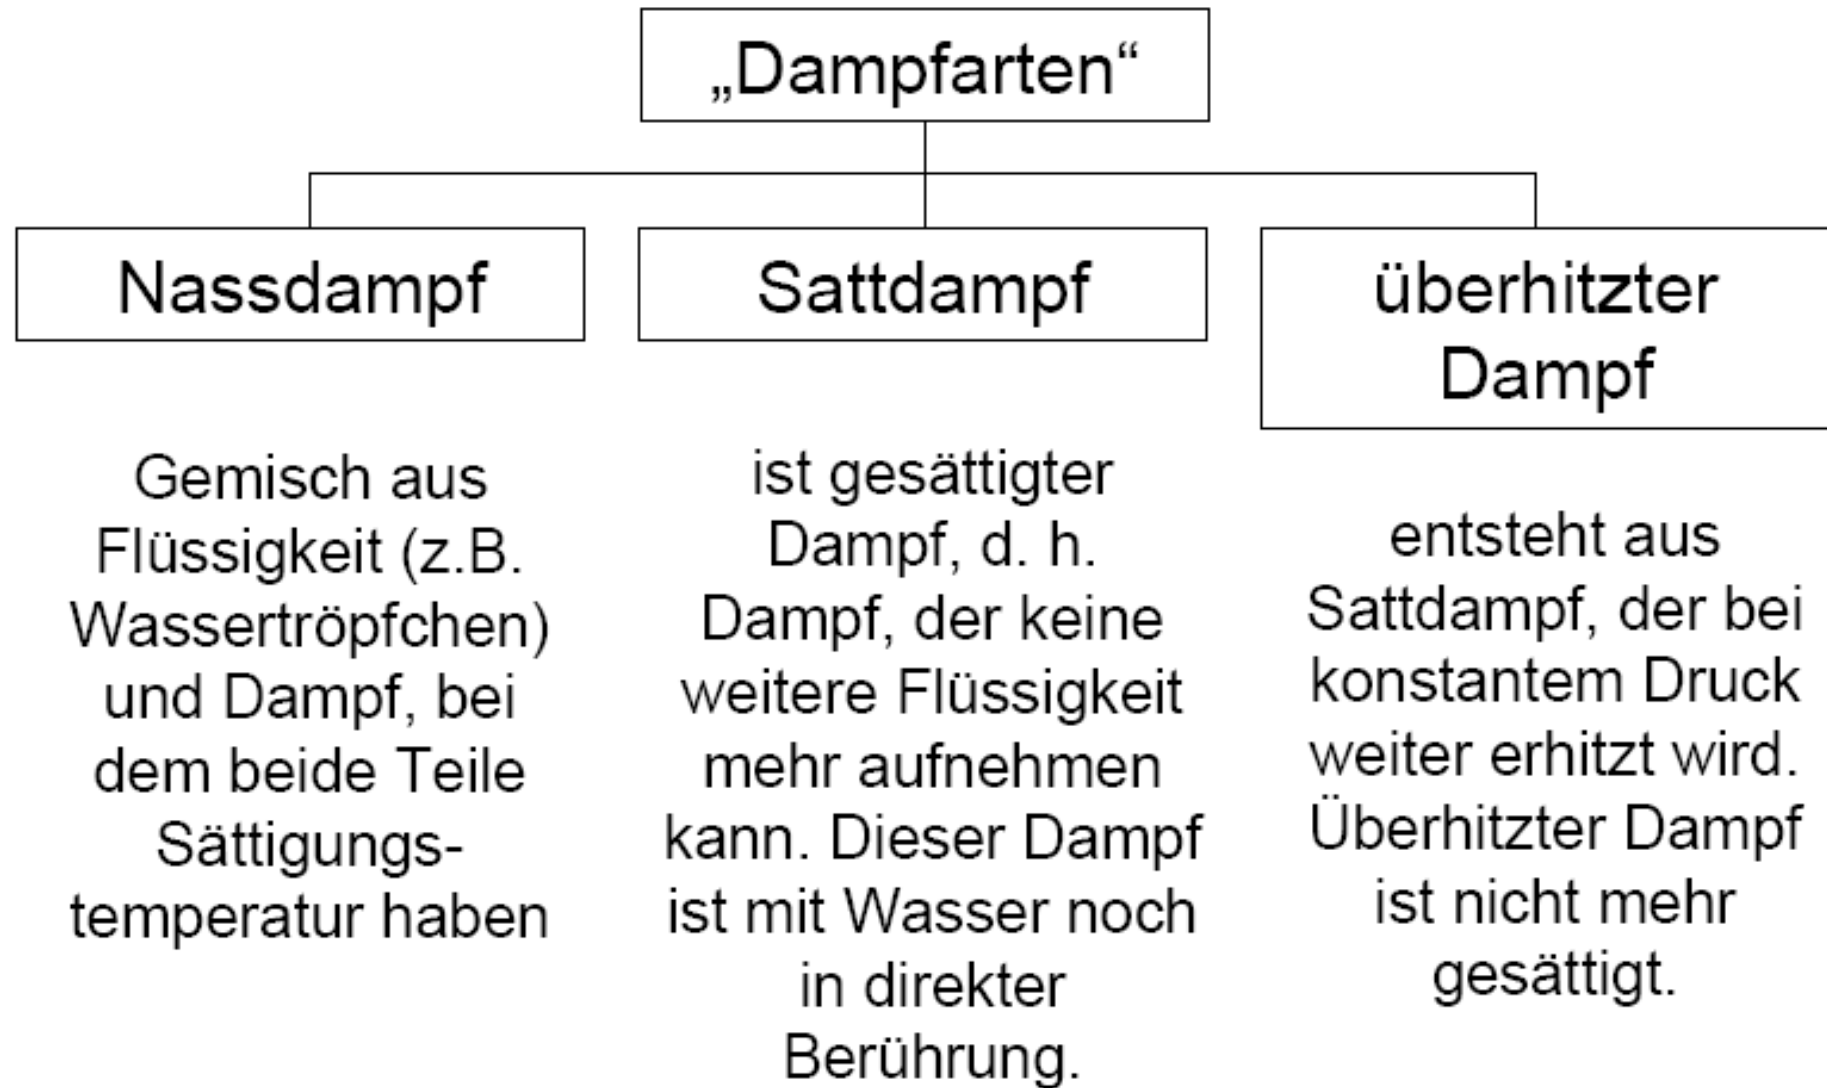 „Dampfarten“
Nassdampf
Gemisch aus
Flüssigkeit (z.B.
Wassertröpfchen)
und Dampf, bei
dem beide Teile
Sättigungs-
temperatur haben
Sattdampf
ist gesättigter
Dampf, d. h.
Dampf, der keine
weitere Flüssigkeit
mehr aufnehmen
kann. Dieser Dampf
ist mit Wasser noch
in direkter
Berührung.
überhitzter
Dampf
entsteht aus
Sattdampf, der bei
konstantem Druck
weiter erhitzt wird.
Überhitzter Dampf
ist nicht mehr
gesättigt.